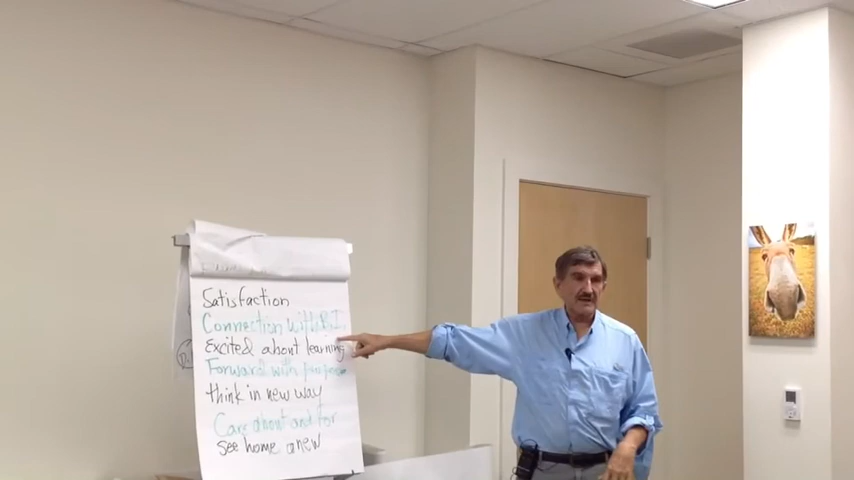 Satisfaction
Connection with B.I.
Excited about learning
Forward with purpose
think in new way
Care about and for
See home anew